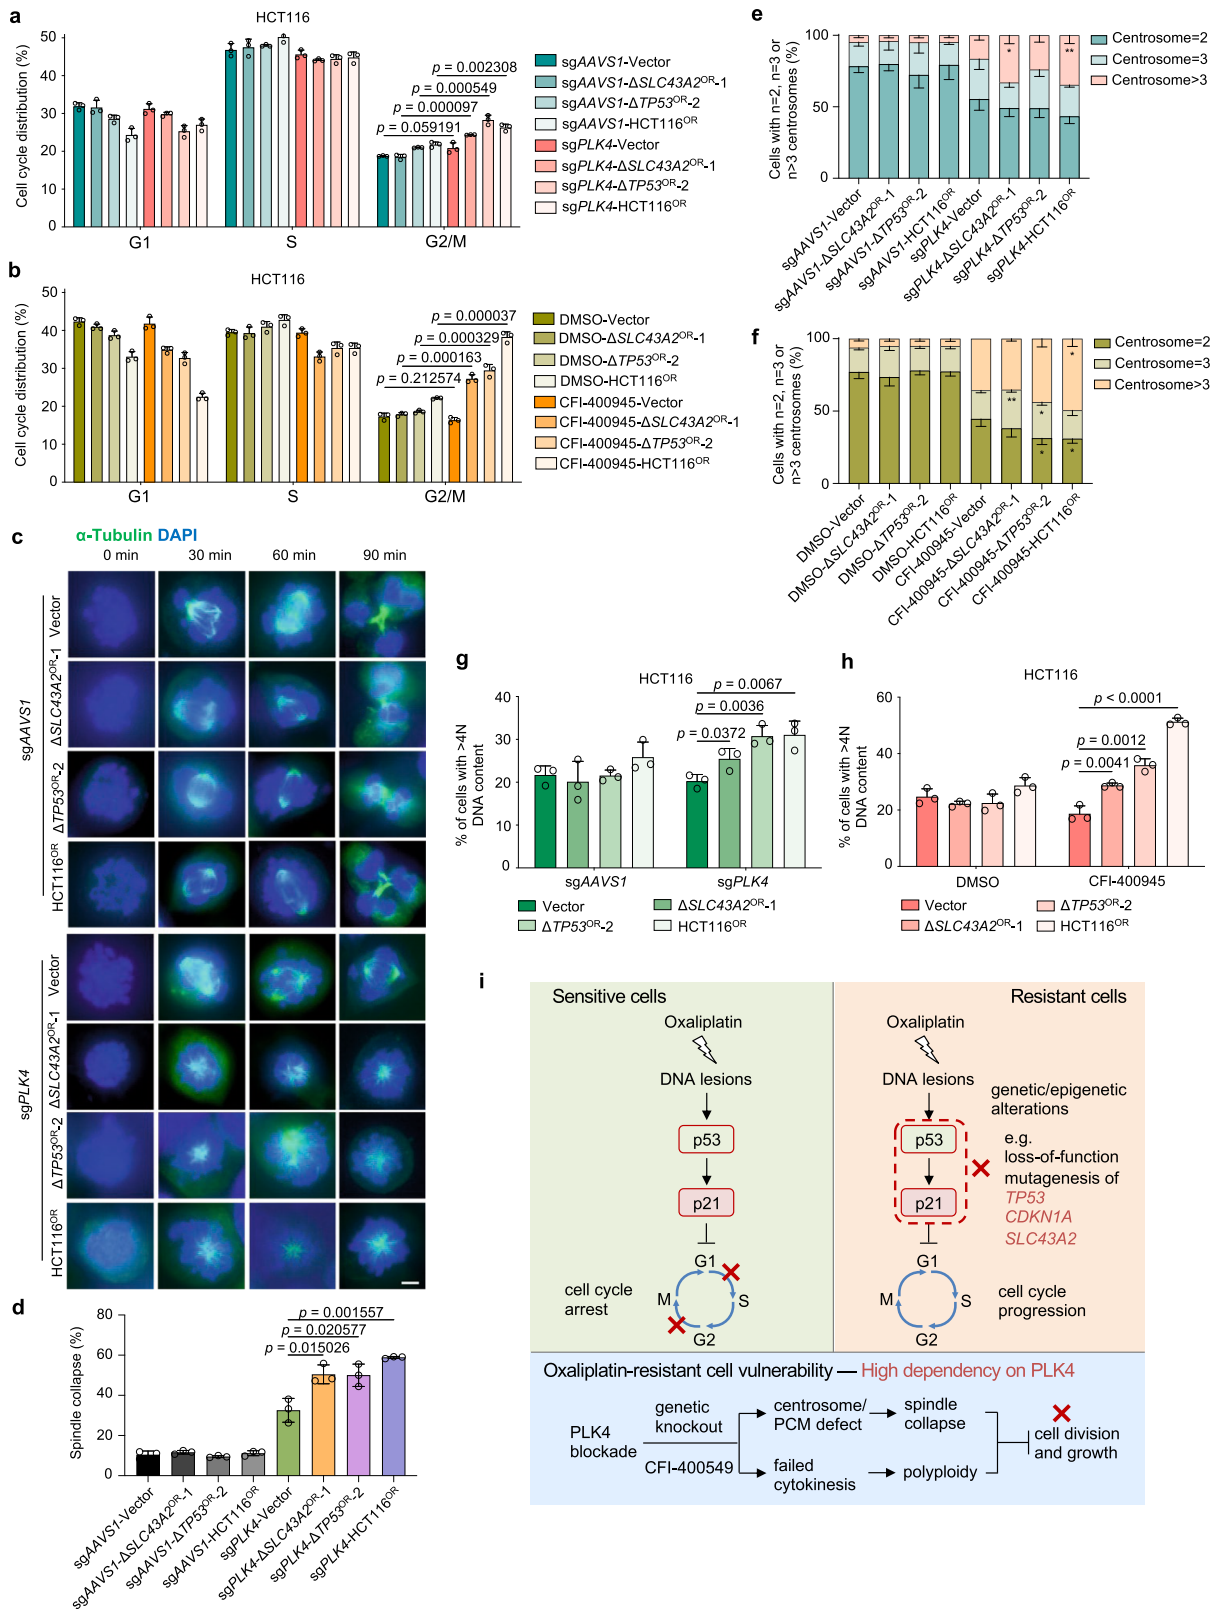 a
HCT116
Cell cycle distribution (%)
50
40
30
20
10
0
G1
S
G2/M
p = 0.002308
p = 0.000549
p = 0.000097
p = 0.059191
sgAAVS1-Vector
sgAAVS1-ΔSLC43A2OR-1
sgAAVS1-ΔTP53OR-2
sgAAVS1-HCT116OR
sgPLK4-Vector
sgPLK4-ΔSLC43A2OR-1
sgPLK4-ΔTP53OR-2
sgPLK4-HCT116OR
b
HCT116
Cell cycle distribution (%)
50
40
30
20
10
0
G1
S
G2/M
p = 0.000037
p = 0.000329
p = 0.000163
p = 0.212574
DMSO-Vector
DMSO-ΔSLC43A2OR-1
DMSO-ΔTP53OR-2
DMSO-HCT116OR
CFI-400945-Vector
CFI-400945-ΔSLC43A2OR-1
CFI-400945-ΔTP53OR-2
CFI-400945-HCT116OR
c
α-Tubulin DAPI
0 min
30 min
60 min
90 min
sgAAVS1
Vector
ΔSLC43A2OR-1
ΔTP53OR-2
HCT116OR
sgPLK4
Vector
ΔSLC43A2OR-1
ΔTP53OR-2
HCT116OR
d
Spindle collapse (%)
80
60
40
20
0
p = 0.001557
p = 0.020577
p = 0.015026
sgAAVS1-Vector
sgAAVS1-ΔSLC43A2OR-1
sgAAVS1-ΔTP53OR-2
sgAAVS1-HCT116OR
sgPLK4-Vector
sgPLK4-ΔSLC43A2OR-1
sgPLK4-ΔTP53OR-2
sgPLK4-HCT116OR
e
Cells with n=2, n=3 or
n>3 centrosomes (%)
100
50
0
*
**
Centrosome=2
Centrosome=3
Centrosome>3
sgAAVS1-Vector
sgAAVS1-ΔSLC43A2OR-1
sgAAVS1-ΔTP53OR-2
sgAAVS1-HCT116OR
sgPLK4-Vector
sgPLK4-ΔSLC43A2OR-1
sgPLK4-ΔTP53OR-2
sgPLK4-HCT116OR
f
Cells with n=2, n=3 or
n>3 centrosomes (%)
100
50
0
*
**
*
*
*
Centrosome=2
Centrosome=3
Centrosome>3
DMSO-Vector
DMSO-ΔSLC43A2OR-1
DMSO-ΔTP53OR-2
DMSO-HCT116OR
CFI-400945-Vector
CFI-400945-ΔSLC43A2OR-1
CFI-400945-ΔTP53OR-2
CFI-400945-HCT116OR
g
HCT116
% of cells with >4N
DNA content
40
30
20
10
0
p = 0.0067
p = 0.0036
p = 0.0372
sgAAVS1
sgPLK4
Vector
ΔSLC43A2OR-1
ΔTP53OR-2
HCT116OR
h
HCT116
% of cells with >4N
DNA content
60
40
20
0
p < 0.0001
p = 0.0012
p = 0.0041
DMSO
CFI-400945
Vector
ΔTP53OR-2
ΔSLC43A2OR-1
HCT116OR
i
Sensitive cells
Oxaliplatin
DNA lesions
p53
p21
G1
M
S
G2
cell cycle
arrest
Resistant cells
Oxaliplatin
DNA lesions
p53
p21
genetic/epigenetic
alterations
e.g.
loss-of-function
mutagenesis of
TP53
CDKN1A
SLC43A2
G1
M
S
G2
cell cycle
progression
Oxaliplatin-resistant cell vulnerability — High dependency on PLK4
PLK4
blockade
genetic
knockout
CFI-400549
centrosome/
PCM defect
spindle
collapse
failed
cytokinesis
polyploidy
cell division
and growth